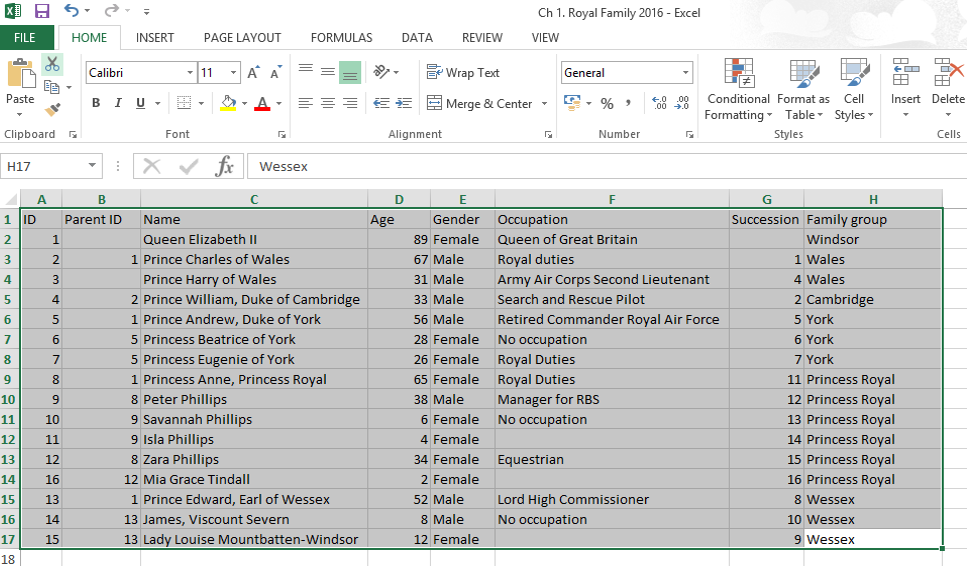 Ch 1. Royal Family 2016 - Excel
FILE HOME INSERT PAGE LAYOUT FORMULAS DATA REVIEW VIEW
Calibri 11 Wrap Text General
Paste B I U Merge & Center % Conditional Formatting Format as Table Cell Styles Insert Delete
Clipboard Font Alignment Number Styles Cells
H17 fx Wessex
A B C D E F G H
1 ID Parent ID Name Age Gender Occupation Succession Family group
2 1 Queen Elizabeth II 89 Female Queen of Great Britain Windsor
3 2 1 Prince Charles of Wales 67 Male Royal duties 1 Wales
4 3 Prince Harry of Wales 31 Male Army Air Corps Second Lieutenant 4 Wales
5 4 2 Prince William, Duke of Cambridge 33 Male Search and Rescue Pilot 2 Cambridge
6 5 1 Prince Andrew, Duke of York 56 Male Retired Commander Royal Air Force 5 York
7 6 5 Princess Beatrice of York 28 Female No occupation 6 York
8 7 5 Princess Eugenie of York 26 Female Royal Duties 7 York
9 8 1 Princess Anne, Princess Royal 65 Female Royal Duties 11 Princess Royal
10 9 8 Peter Phillips 38 Male Manager for RBS 12 Princess Royal
11 10 9 Savannah Phillips 6 Female No occupation 13 Princess Royal
12 11 9 Isla Phillips 4 Female 14 Princess Royal
13 12 8 Zara Phillips 34 Female Equestrian 15 Princess Royal
14 16 12 Mia Grace Tindall 2 Female 16 Princess Royal
15 13 1 Prince Edward, Earl of Wessex 52 Male Lord High Commissioner 8 Wessex
16 14 13 James, Viscount Severn 8 Male No occupation 10 Wessex
17 15 13 Lady Louise Mountbatten-Windsor 12 Female 9 Wessex
18